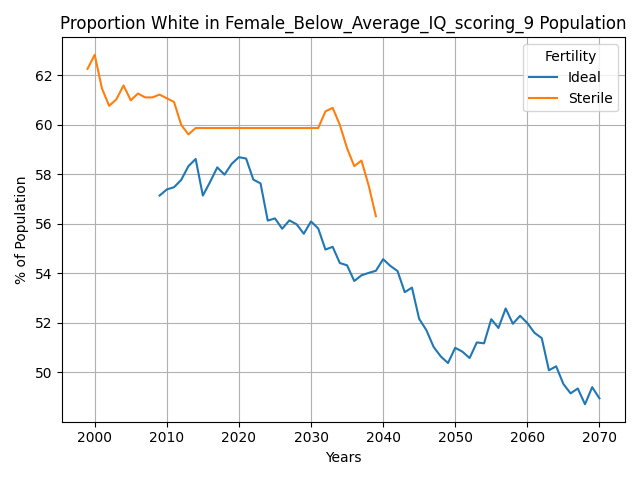 Proportion White in Female_Below_Average_IQ_scoring_9 Population
Fertility
Ideal
Sterile
% of Population
62
60
58
56
54
52
50
2000 2010 2020 2030 2040 2050 2060 2070
Years